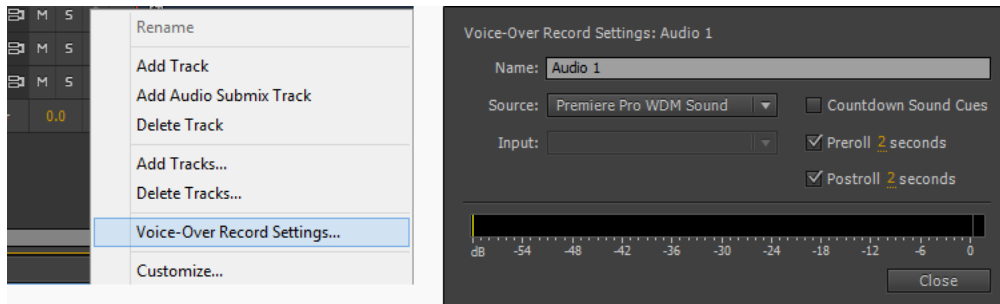 M S
Rename
M S
Add Track
M S
Add Audio Submix Track
0.0
Delete Track
Add Tracks...
Delete Tracks...
Voice-Over Record Settings...
Customize...
Voice-Over Record Settings: Audio 1
Name: Audio 1
Source: Premiere Pro WDM Sound
Countdown Sound Cues
Input:
Preroll 2 seconds
Postroll 2 seconds
dB -54 -48 -42 -36 -30 -24 -18 -12 -6 0
Close